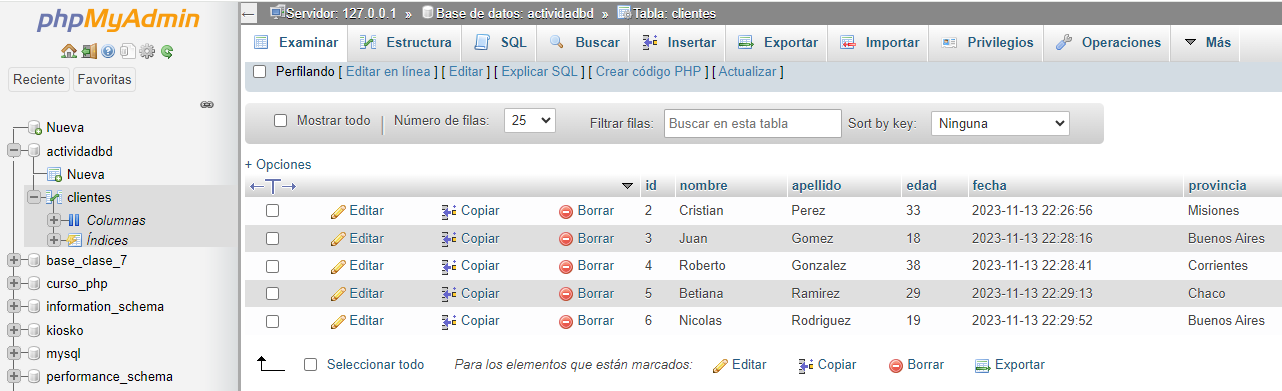 phpMyAdmin
Reciente Favoritas
Nueva
actividadbd
Nueva
clientes
Columnas
Índices
base_clase_7
curso_php
information_schema
kiosko
mysql
performance_schema
Servidor: 127.0.0.1 » Base de datos: actividadbd » Tabla: clientes
Examinar Estructura SQL Buscar Insertar Exportar Importar Privilegios Operaciones Más
Perfilando [ Editar en línea ] [ Editar ] [ Explicar SQL ] [ Crear código PHP ] [ Actualizar ]
Mostrar todo Número de filas: 25 Filtrar filas: Buscar en esta tabla Sort by key: Ninguna
+ Opciones
←T→ id nombre apellido edad fecha provincia
Editar Copiar Borrar 2 Cristian Perez 33 2023-11-13 22:26:56 Misiones
Editar Copiar Borrar 3 Juan Gomez 18 2023-11-13 22:28:16 Buenos Aires
Editar Copiar Borrar 4 Roberto Gonzalez 38 2023-11-13 22:28:41 Corrientes
Editar Copiar Borrar 5 Betiana Ramirez 29 2023-11-13 22:29:13 Chaco
Editar Copiar Borrar 6 Nicolas Rodriguez 19 2023-11-13 22:29:52 Buenos Aires
Seleccionar todo Para los elementos que están marcados: Editar Copiar Borrar Exportar